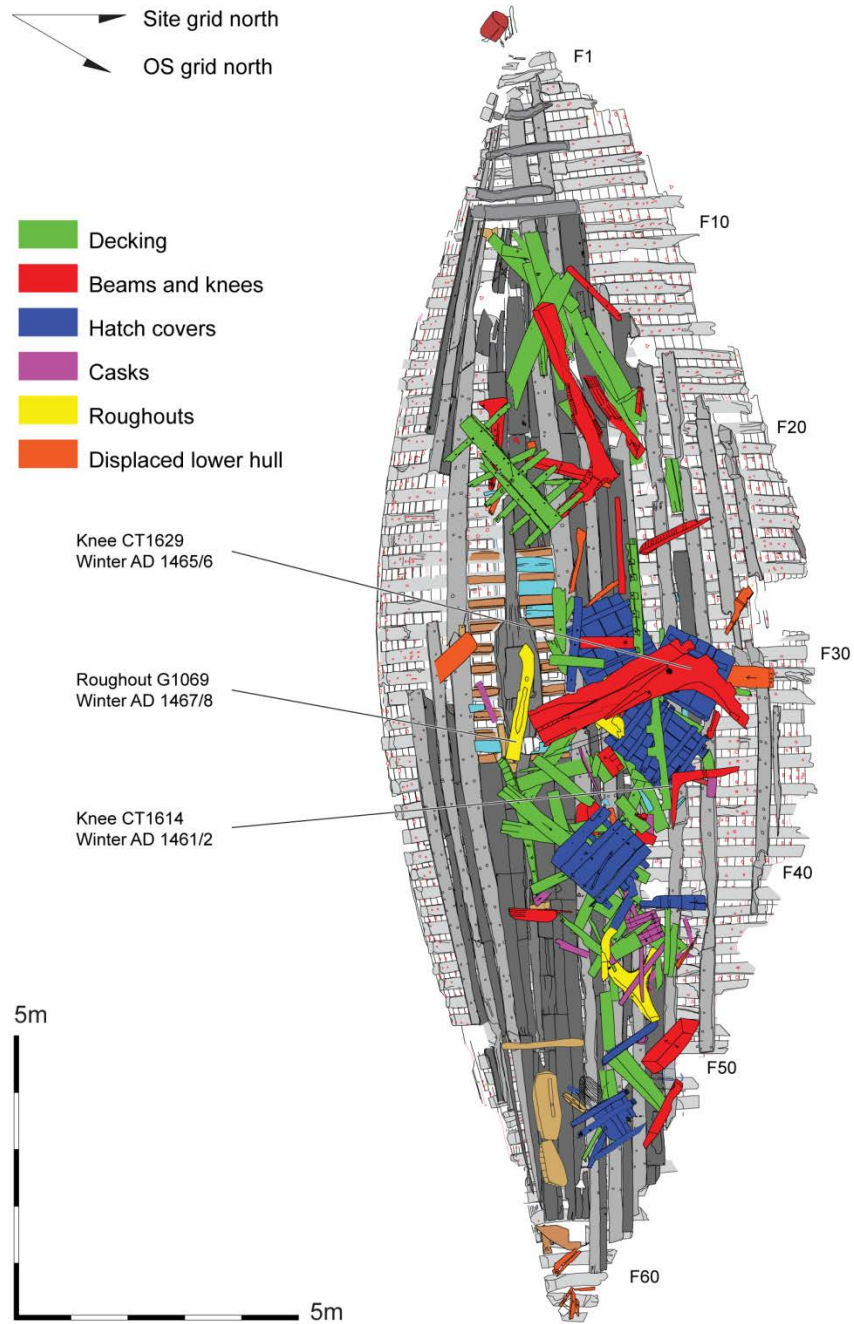 Site grid north
OS grid north
F1
F10
Decking
Beams and knees
Hatch covers
Casks
Roughouts
Displaced lower hull
F20
Knee CT1629
Winter AD 1465/6
F30
Roughout G1069
Winter AD 1467/8
Knee CT1614
Winter AD 1461/2
F40
5m
F50
F60
5m